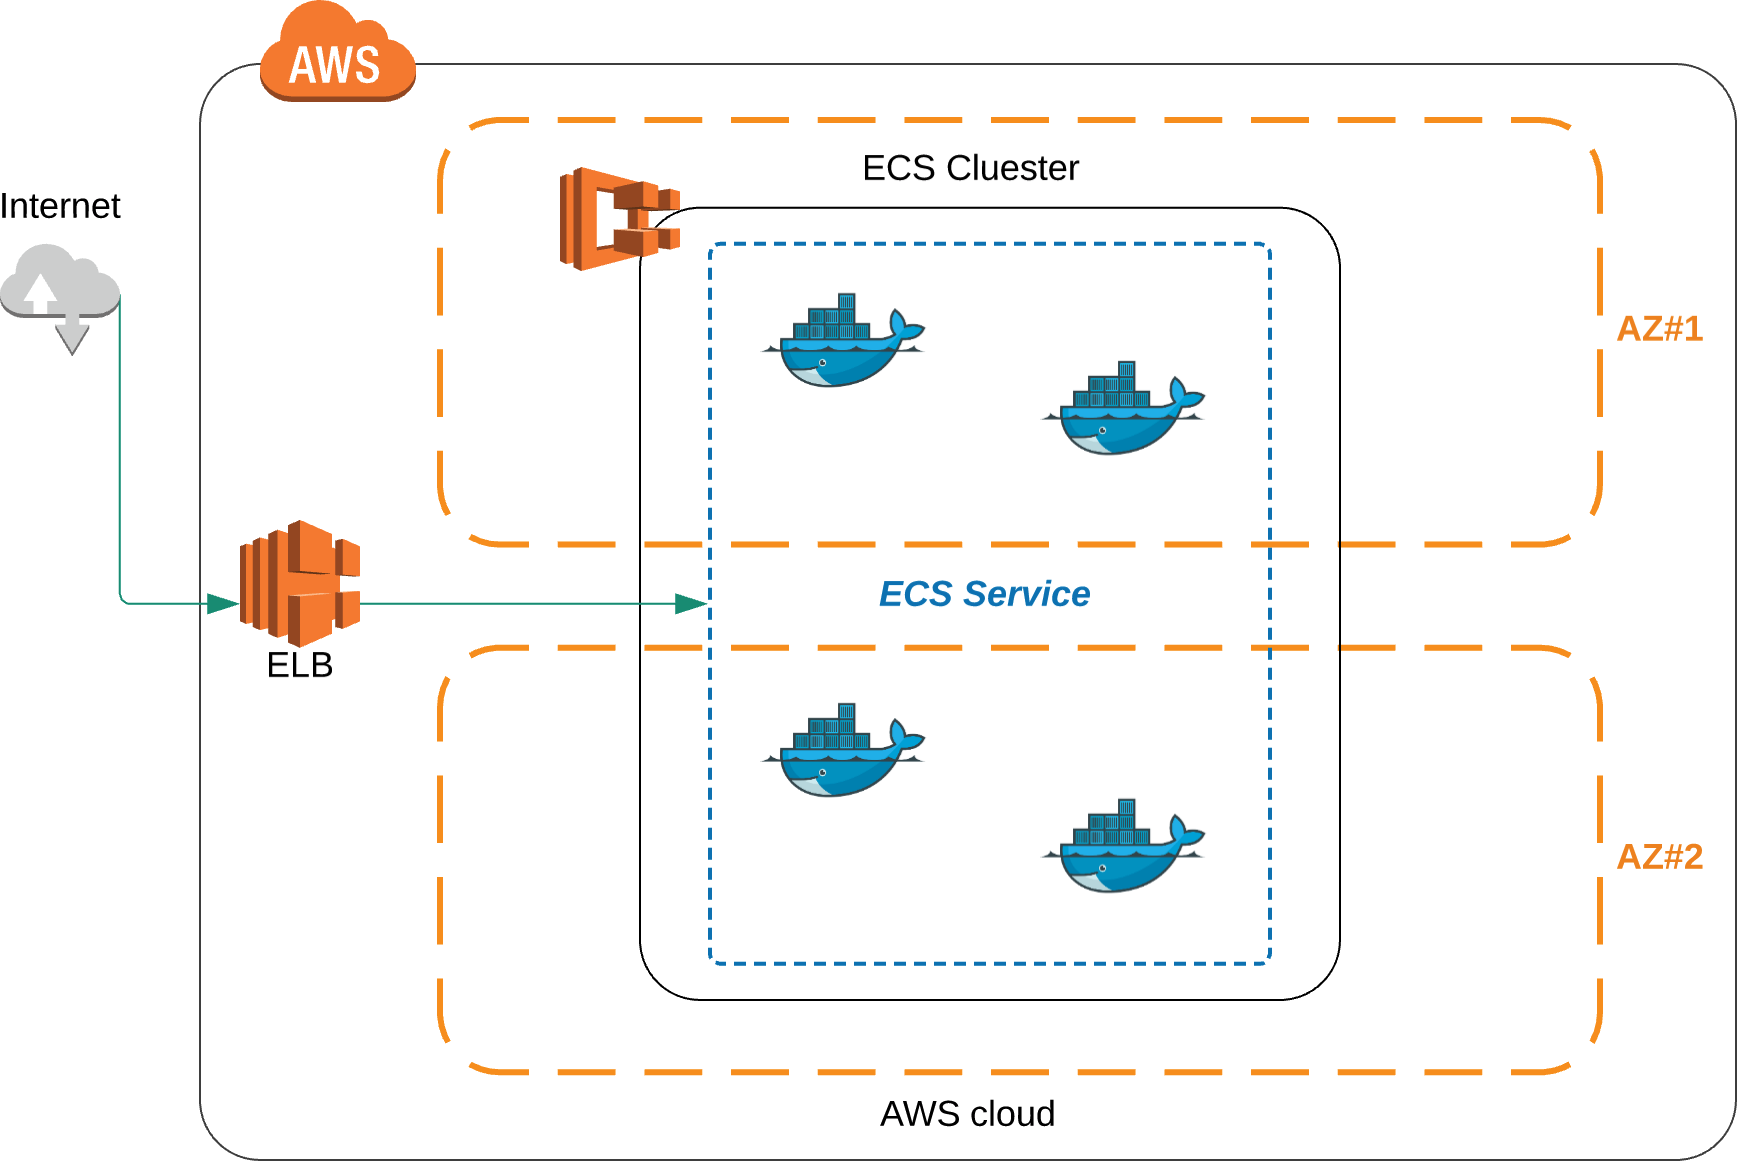 AWS
ECS Cluester
Internet
AZ#1
ECS Service
ELB
AZ#2
AWS cloud